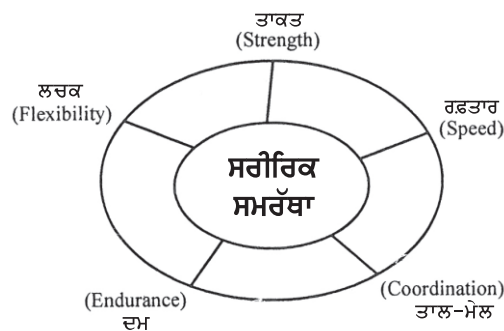 ਤਾਕਤ
(Strength)
ਲਚਕ
(Flexibility)
ਰਫ਼ਤਾਰ
(Speed)
ਸਰੀਰਿਕ
ਸਮਰੱਥਾ
(Endurance)
ਦਮ
(Coordination)
ਤਾਲ-ਮੇਲ